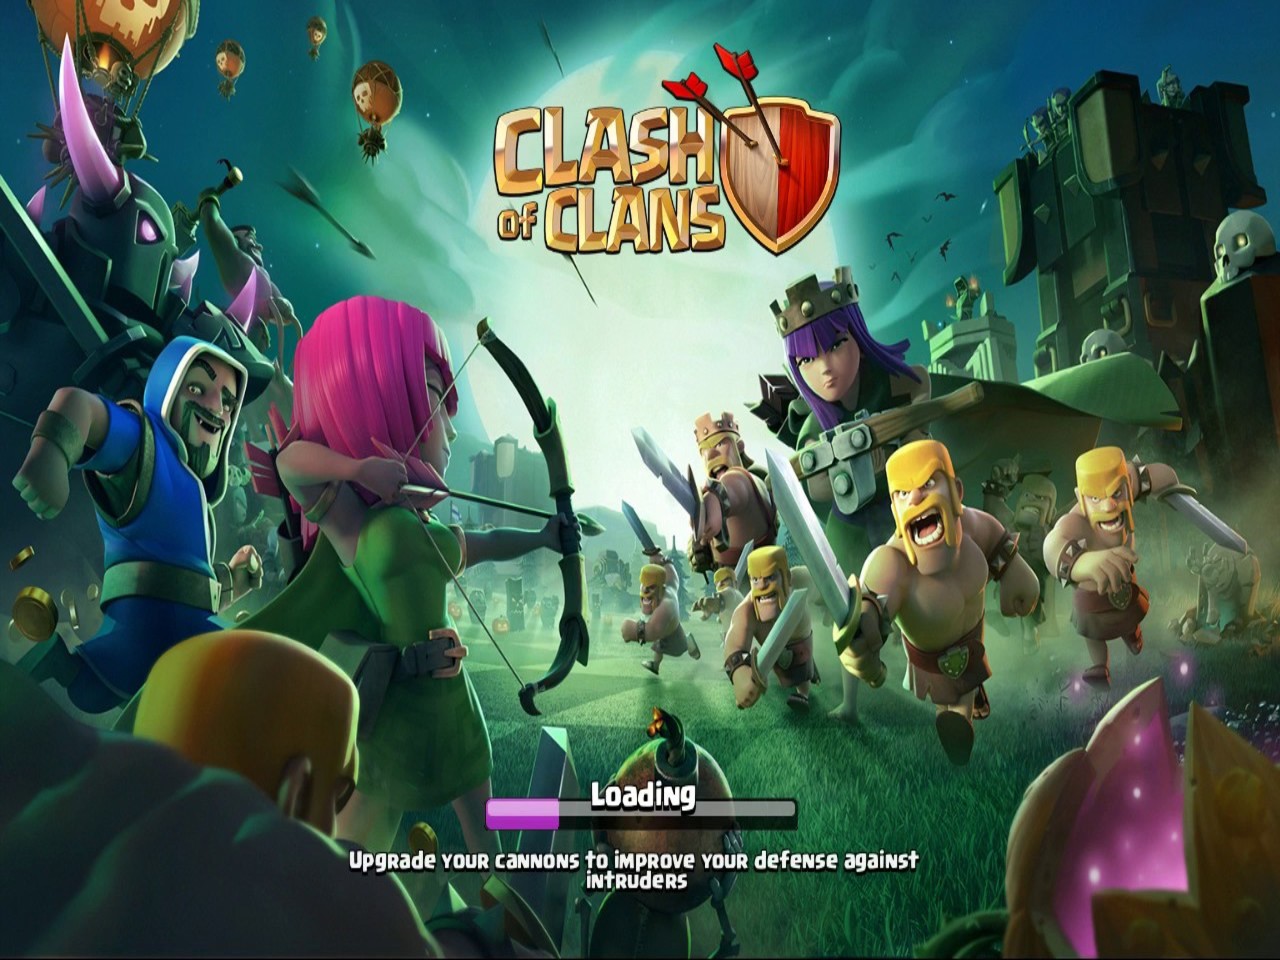 CLASH
OF CLANS
Loading
Upgrade your cannons to improve your defense against
intruders